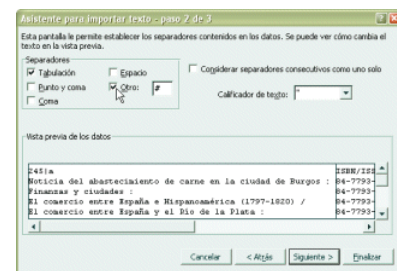 Asistente para importar texto - paso 2 de 3
Esta pantalla le permite establecer los separadores contenidos en los datos. Se puede ver cómo cambia el
texto en la vista previa.
Separadores
Tabulación Espacio
Punto y coma Otro: #
Coma
Considerar separadores consecutivos como uno solo
Calificador de texto: "
Vista previa de los datos
245|a ISBN/ISS
Noticia del abastecimiento de carne en la ciudad de Burgos : 84-7793-
Finanzas y ciudades : 84-7793-
El comercio entre España e Hispanoamérica (1797-1820) / 84-7793-
El comercio entre España y el Río de la Plata : 84-7793-
Cancelar < Atrás Siguiente > Finalizar